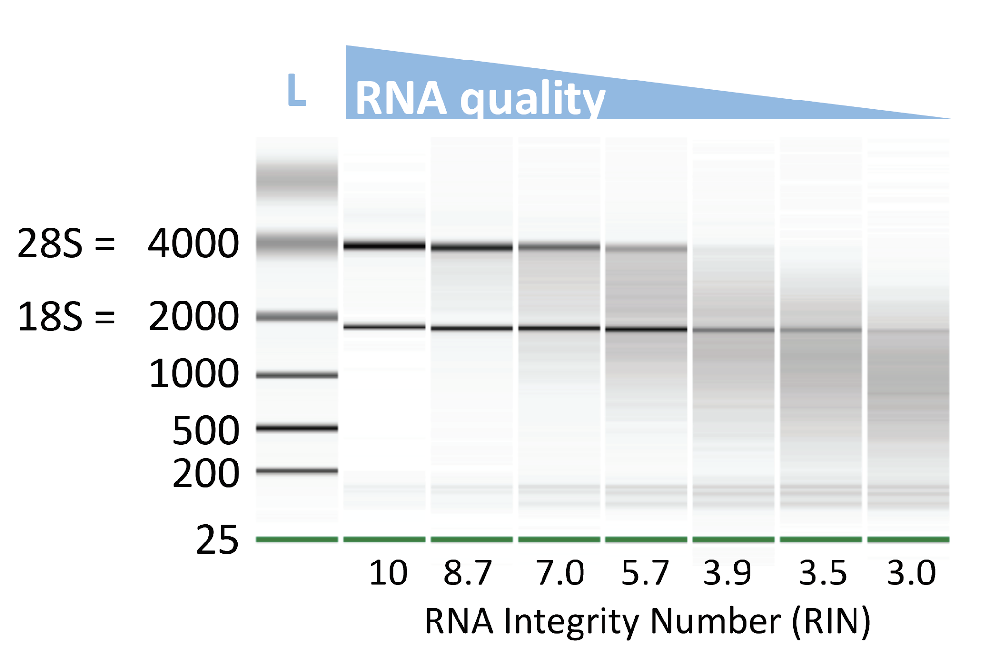 L
RNA quality
28S = 4000
18S = 2000
1000
500
200
25
10 8.7 7.0 5.7 3.9 3.5 3.0
RNA Integrity Number (RIN)